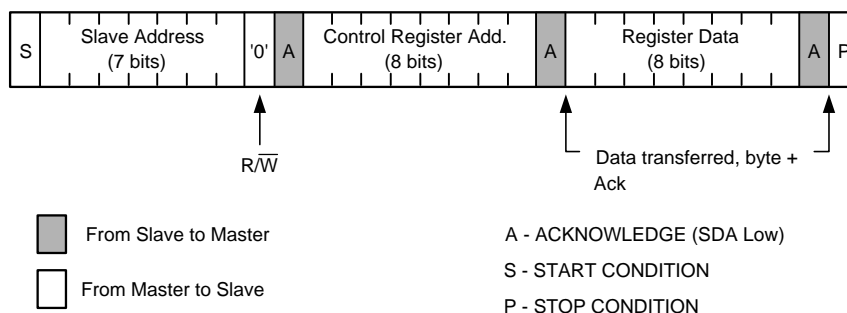 S Slave Address (7 bits) '0' A Control Register Add. (8 bits) A Register Data (8 bits) A P
R/W̅
Data transferred, byte +
Ack
From Slave to Master
A - ACKNOWLEDGE (SDA Low)
S - START CONDITION
From Master to Slave
P - STOP CONDITION